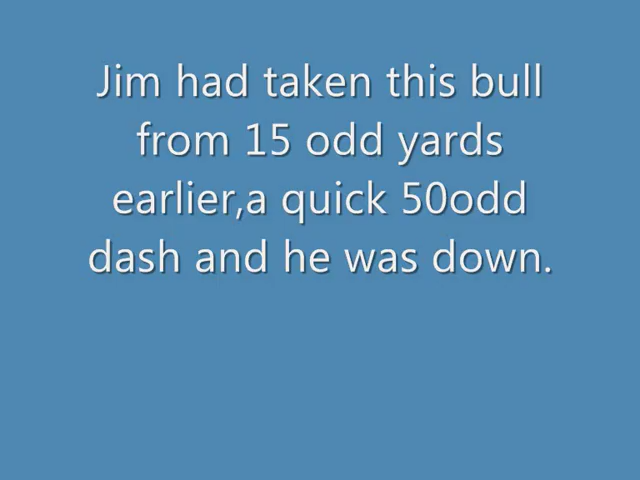 Jim had taken this bull
from 15 odd yards
earlier,a quick 50odd
dash and he was down.